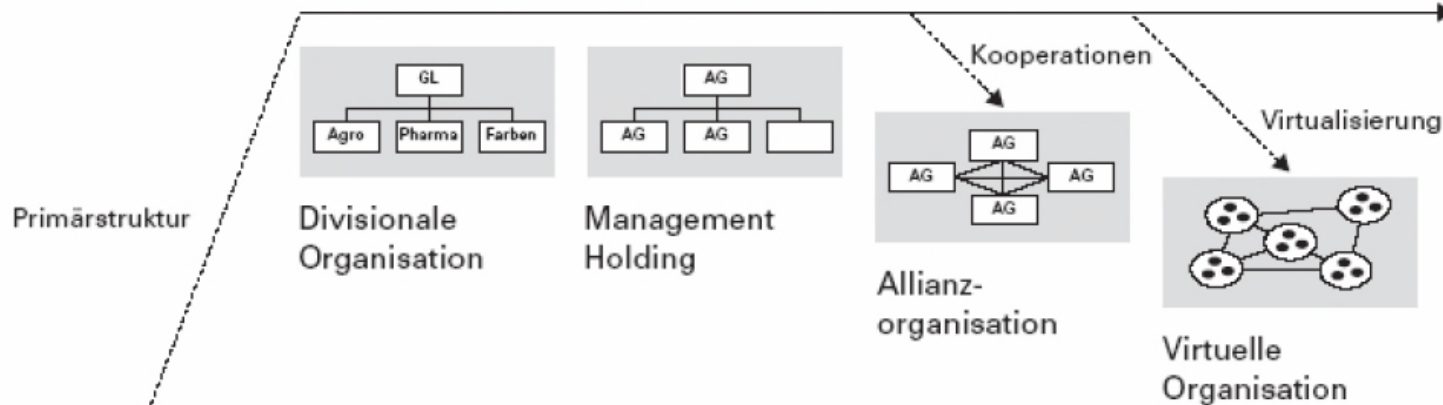 Primärstruktur
GL
Agro Pharma Farben
Divisionale
Organisation
AG
AG AG
Management
Holding
Kooperationen
AG
AG AG
AG
Allianz-
organisation
Virtualisierung
Virtuelle
Organisation